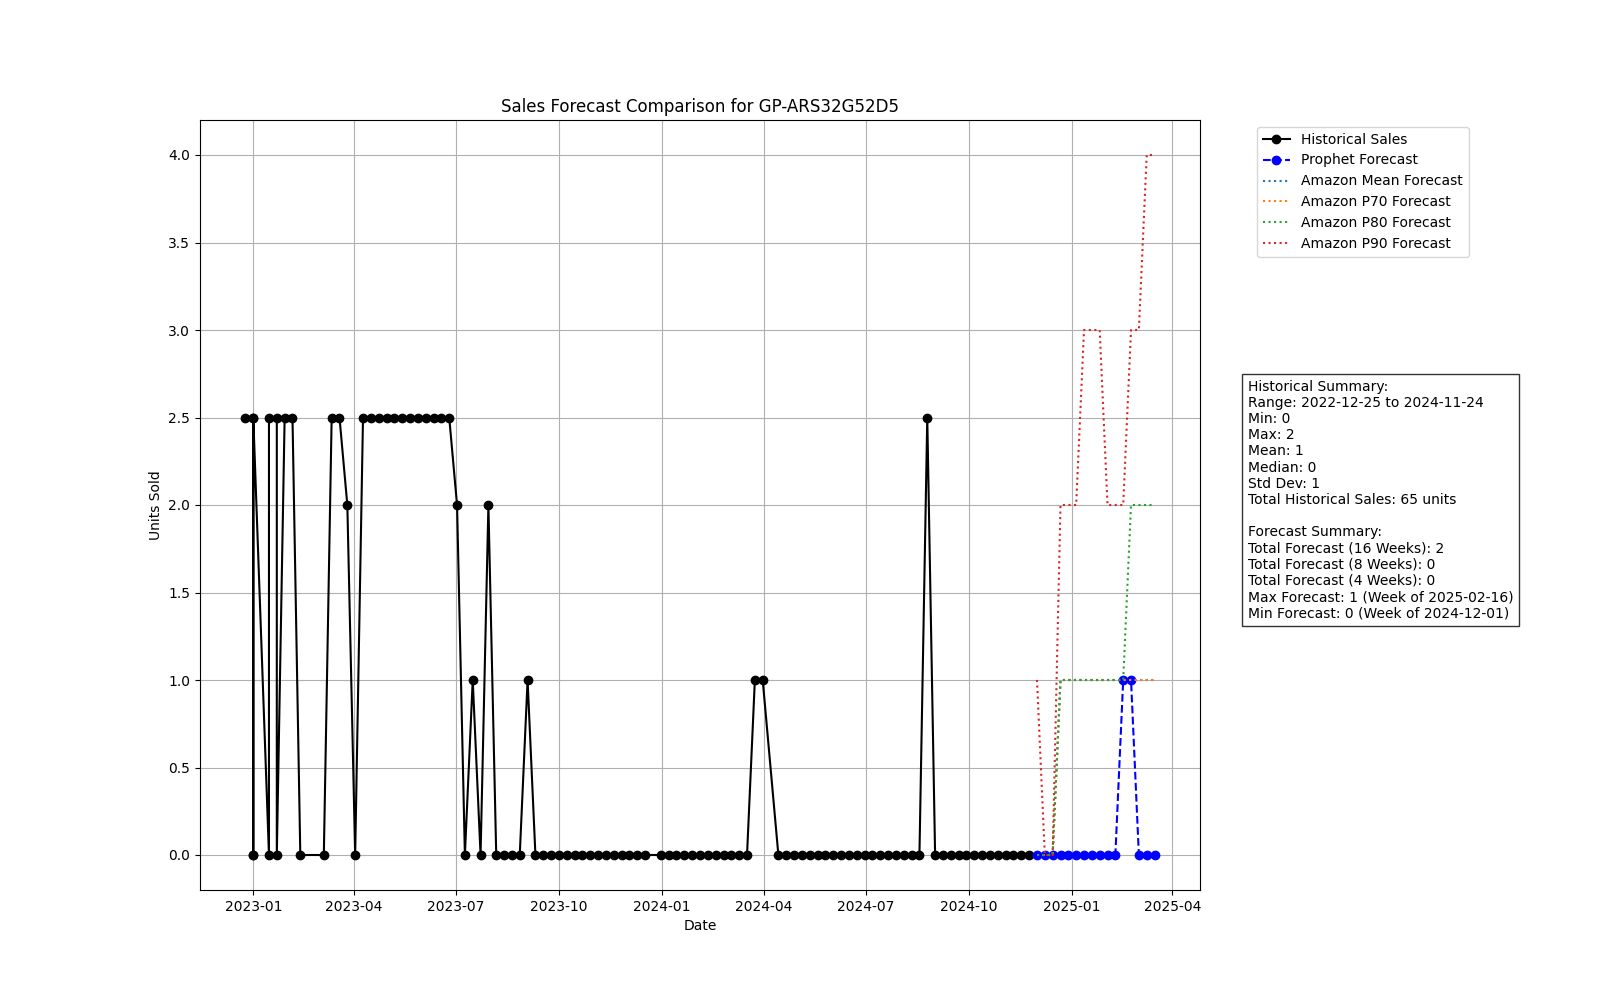 Sales Forecast Comparison for GP-ARS32G52D5
Historical Sales
Prophet Forecast
Amazon Mean Forecast
Amazon P70 Forecast
Amazon P80 Forecast
Amazon P90 Forecast
4.0
3.5
3.0
2.5
2.0
1.5
1.0
0.5
0.0
Units Sold
2023-01
2023-04
2023-07
2023-10
2024-01
2024-04
2024-07
2024-10
2025-01
2025-04
Date
Historical Summary:
Range: 2022-12-25 to 2024-11-24
Min: 0
Max: 2
Mean: 1
Median: 0
Std Dev: 1
Total Historical Sales: 65 units
Forecast Summary:
Total Forecast (16 Weeks): 2
Total Forecast (8 Weeks): 0
Total Forecast (4 Weeks): 0
Max Forecast: 1 (Week of 2025-02-16)
Min Forecast: 0 (Week of 2024-12-01)